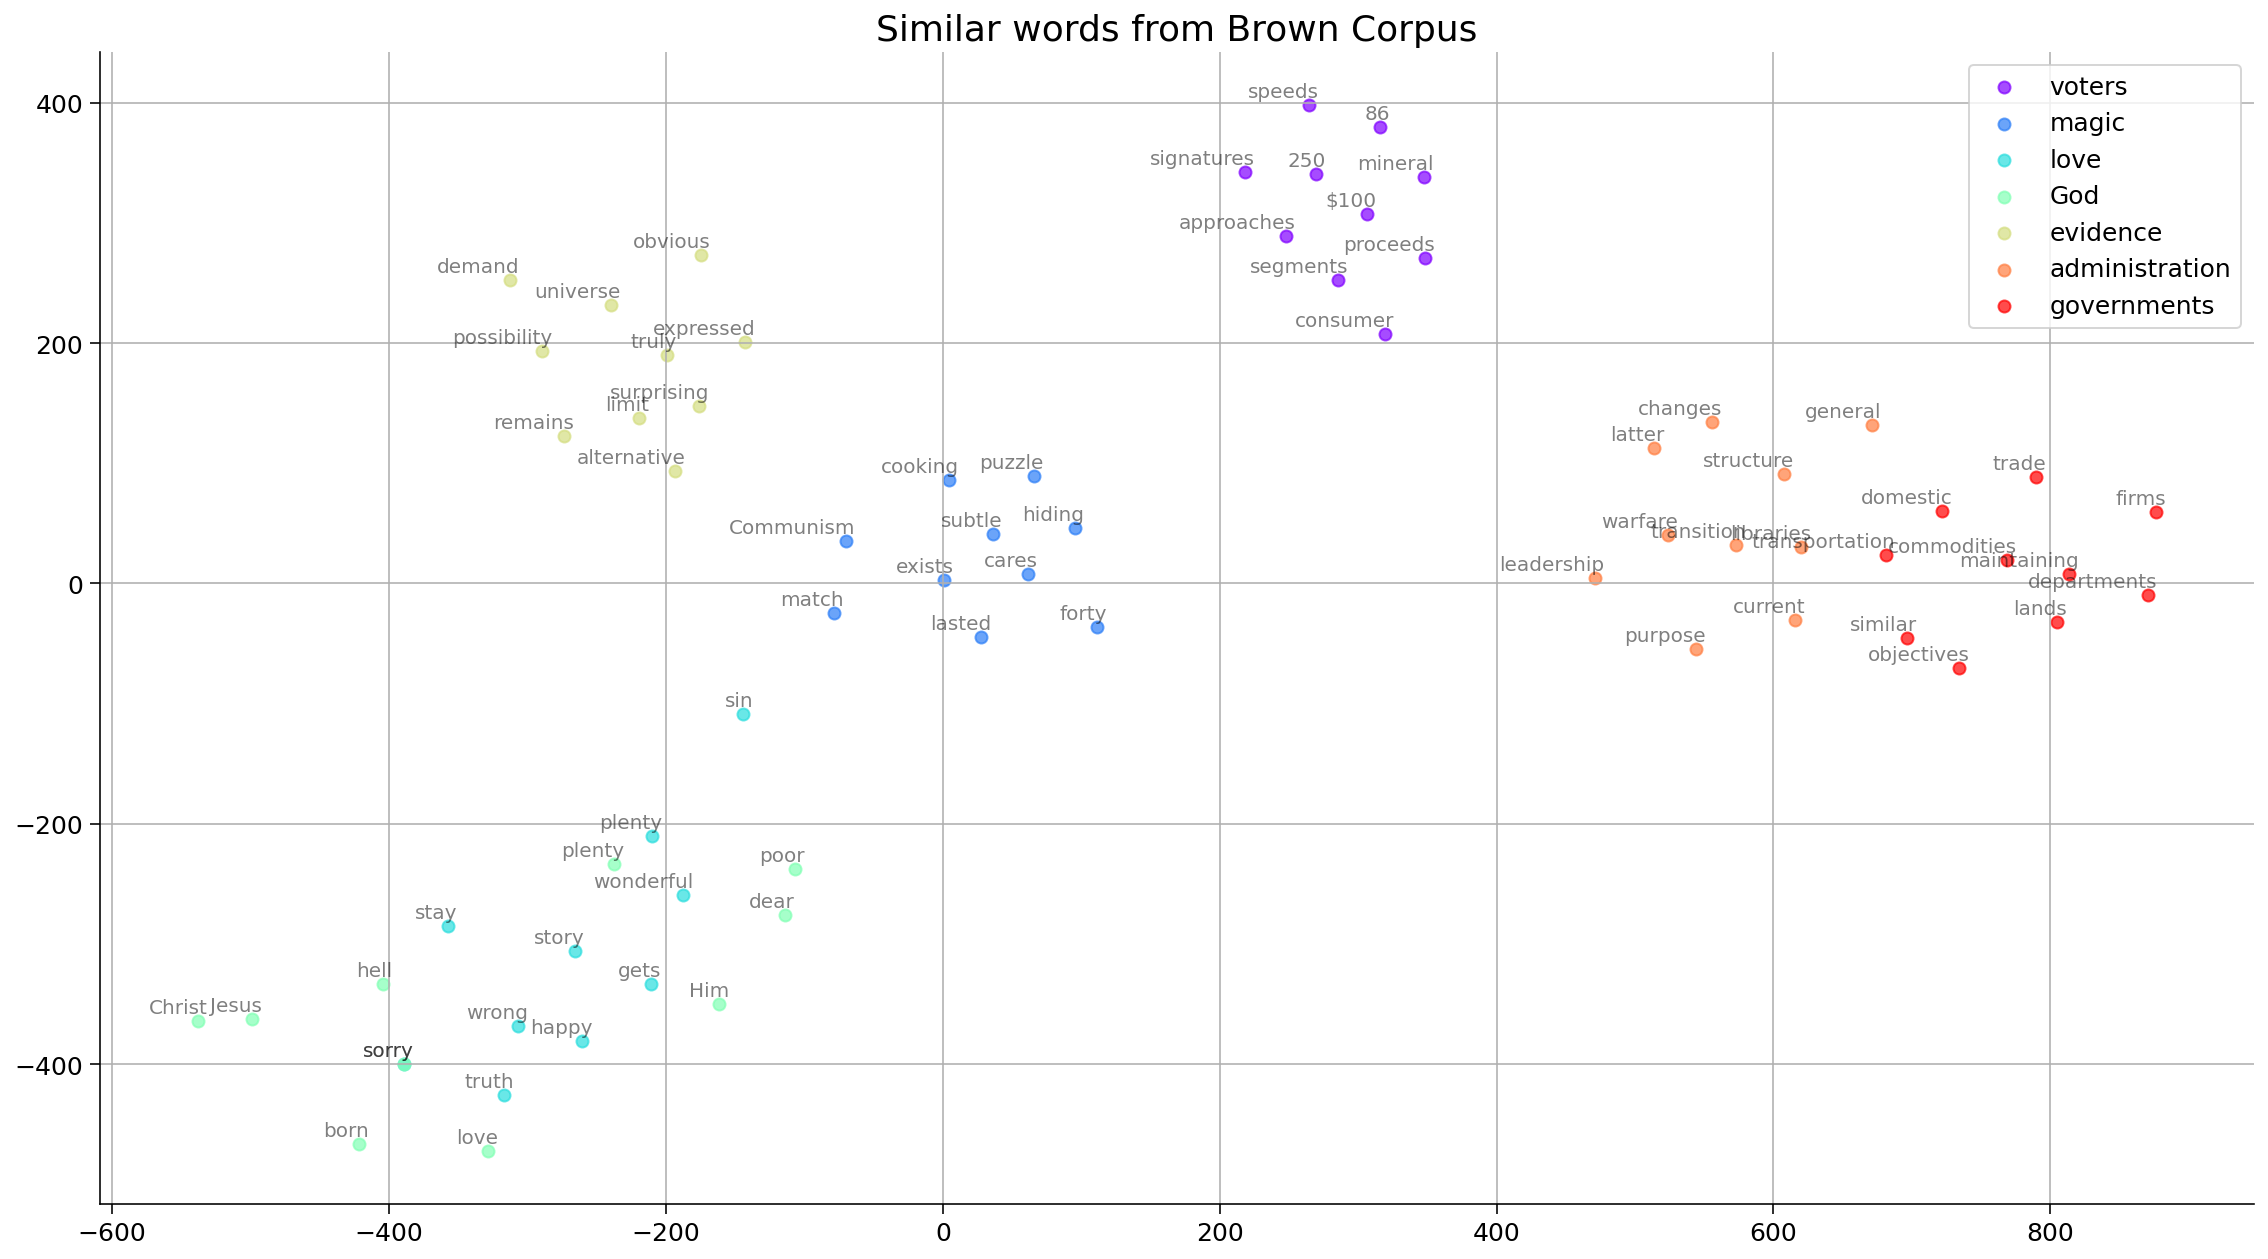 Similar words from Brown Corpus
voters
magic
love
God
evidence
administration
governments
400
200
0
−200
−400
speeds
86
signatures
250
mineral
$100
approaches
proceeds
segments
consumer
obvious
demand
universe
possibility
truly
expressed
surprising
limit
remains
alternative
cooking
puzzle
Communism
subtle
hiding
exists
cares
match
lasted
forty
changes
general
latter
structure
trade
domestic
firms
warfare
transition
libraries
transportation
commodities
maintaining
leadership
departments
current
lands
similar
purpose
objectives
sin
plenty
plenty
poor
wonderful
dear
stay
story
hell
gets
Him
Christ
Jesus
wrong
happy
sorry
truth
born
love
−600
−400
−200
0
200
400
600
800